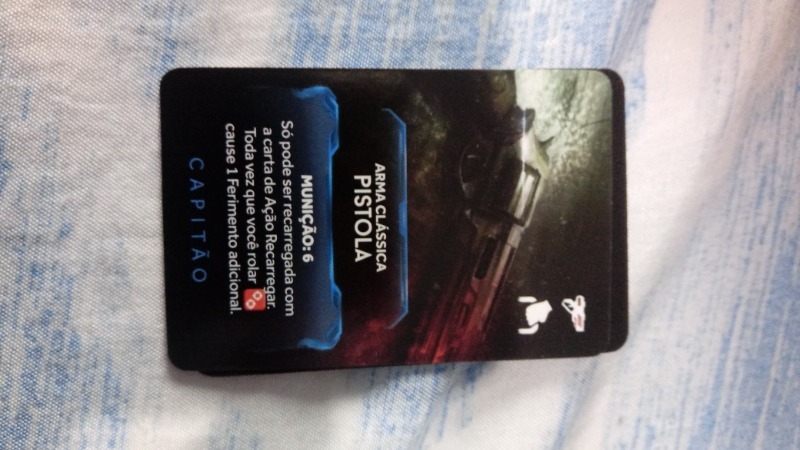 ARMA CLÁSSICA
PISTOLA
MUNIÇÃO: 6
Só pode ser recarregada com
a carta de Ação Recarregar.
Toda vez que você rolar
cause 1 Ferimento adicional.
CAPITÃO